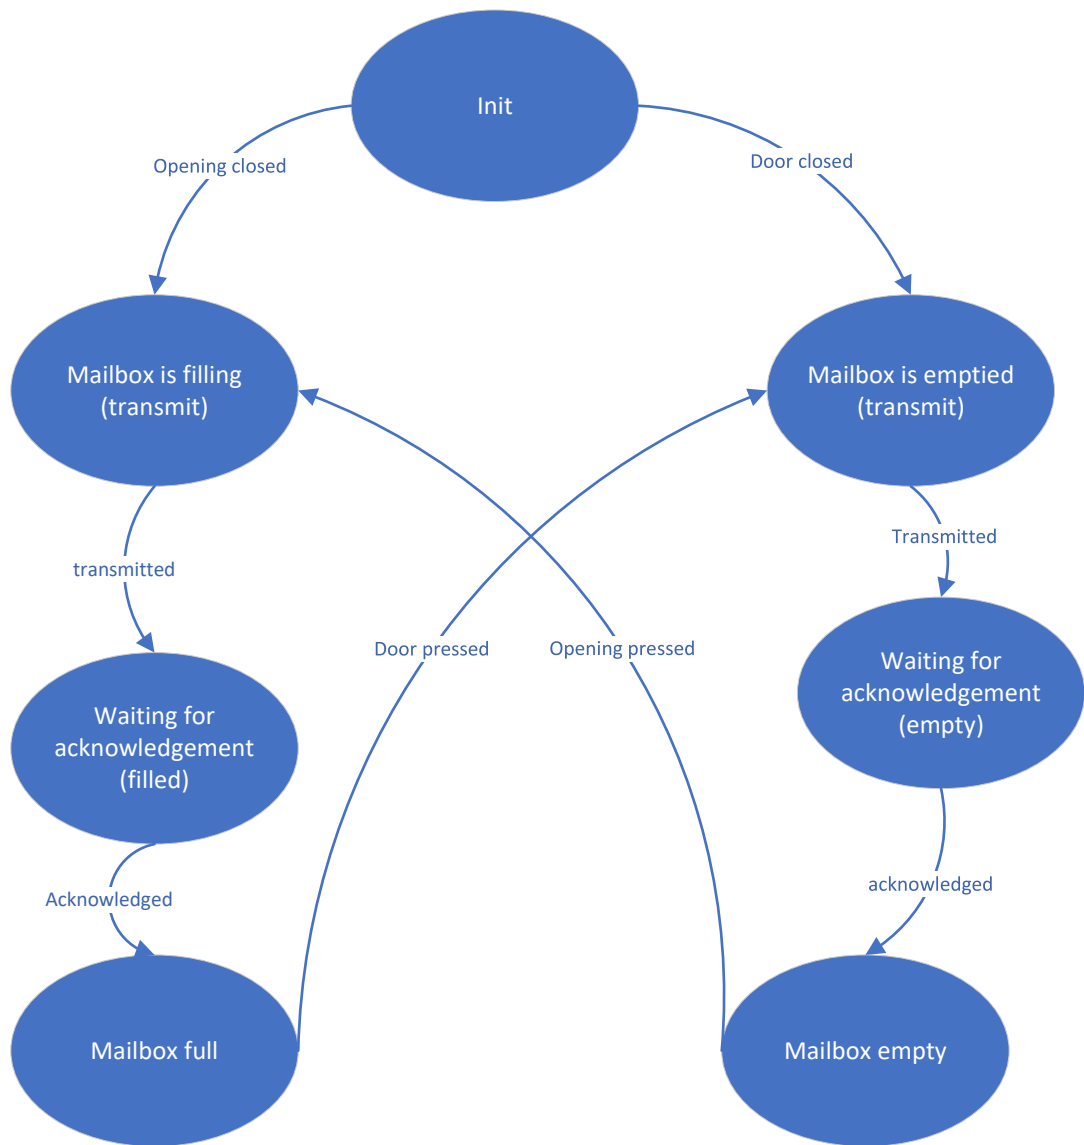 Init
Opening closed
Door closed
Mailbox is filling
(transmit)
Mailbox is emptied
(transmit)
transmitted
Transmitted
Door pressed
Opening pressed
Waiting for
acknowledgement
(filled)
Waiting for
acknowledgement
(empty)
Acknowledged
acknowledged
Mailbox full
Mailbox empty